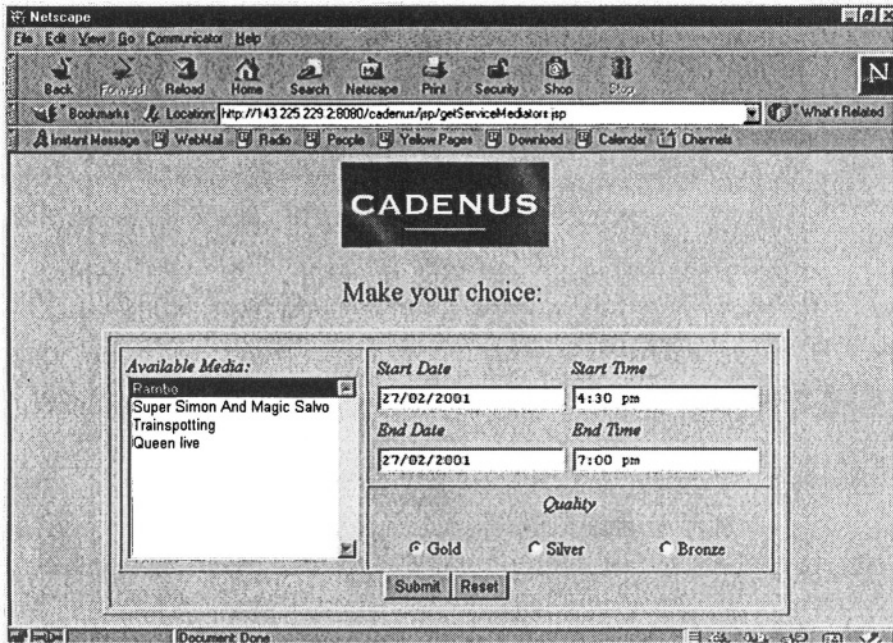 Netscape
File Edit View Go Communicator Help
Back Forward Reload Home Search Netscape Print Security Shop Stop
N
Bookmarks Location: http://143.225.229.2:8080/cadenus/jsp/getServiceMediators.jsp What's Related
Instant Message WebMail Radio People Yellow Pages Download Calendar Channels
CADENUS
Make your choice:
Available Media:
Rambo
Super Simon And Magic Salvo
Trainspotting
Queen live
Start Date Start Time
27/02/2001 4:30 pm
End Date End Time
27/02/2001 7:00 pm
Quality
Gold Silver Bronze
Submit Reset
Document Done